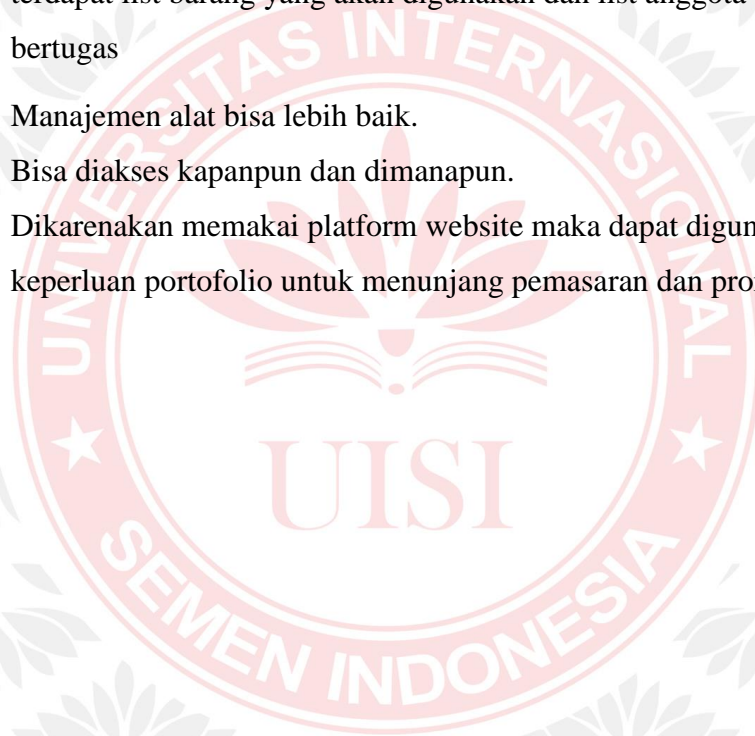 terdapat list barang yang akan digunakan dan list anggota
bertugas
Manajemen alat bisa lebih baik.
Bisa diakses kapanpun dan dimanapun.
Dikarenakan memakai platform website maka dapat
keperluan portofolio untuk menunjang pemasaran dan
UNIVERSITAS INTERNASIONAL
UISI
SEMEN INDONESIA